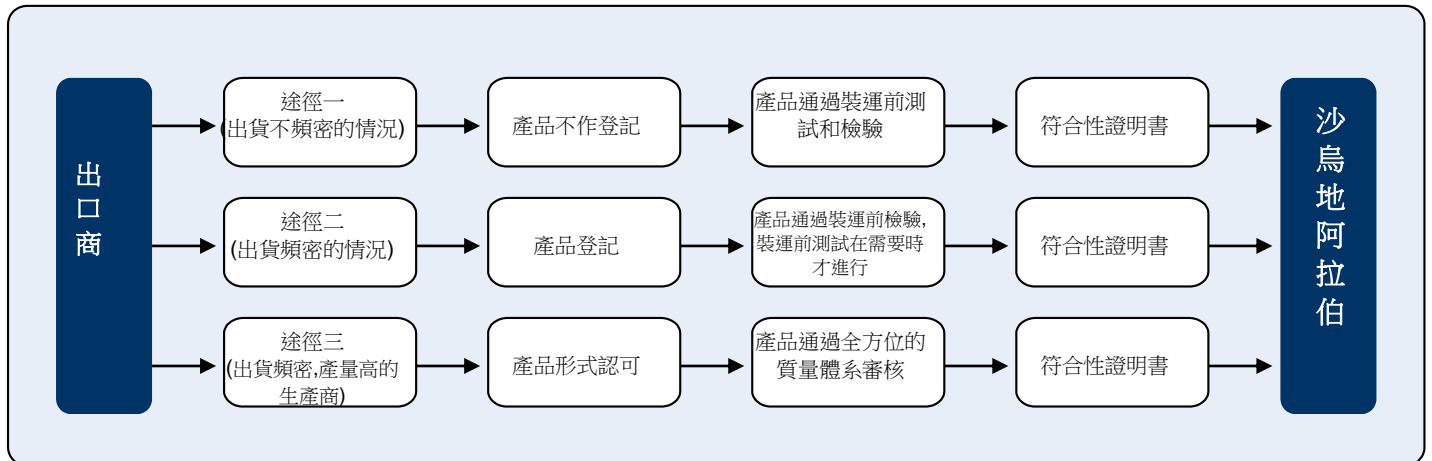 出口商
途徑一
(出貨不頻密的情況)
產品不作登記
產品通過裝運前測
試和檢驗
符合性證明書
途徑二
(出貨頻密的情況)
產品登記
產品通過裝運前檢驗,
裝運前測試在需要時
才進行
符合性證明書
途徑三
(出貨頻密,產量高的
生產商)
產品形式認可
產品通過全方位的
質量體系審核
符合性證明書
沙烏地阿拉伯